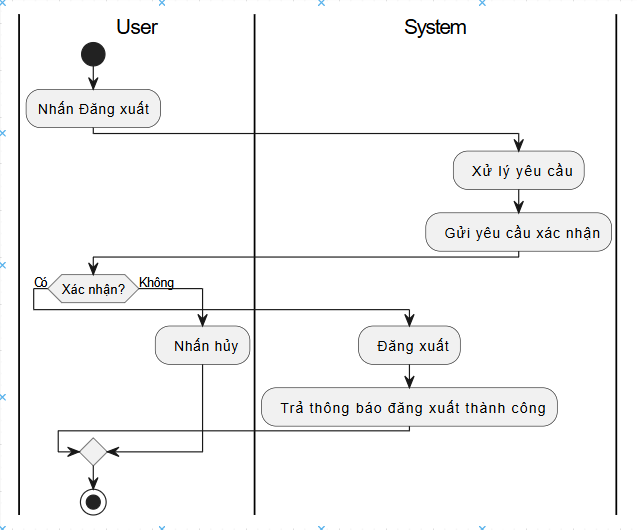 User
System
Nhấn Đăng xuất
Xử lý yêu cầu
Gửi yêu cầu xác nhận
Có
Xác nhận?
Không
Nhấn hủy
Đăng xuất
Trả thông báo đăng xuất thành công